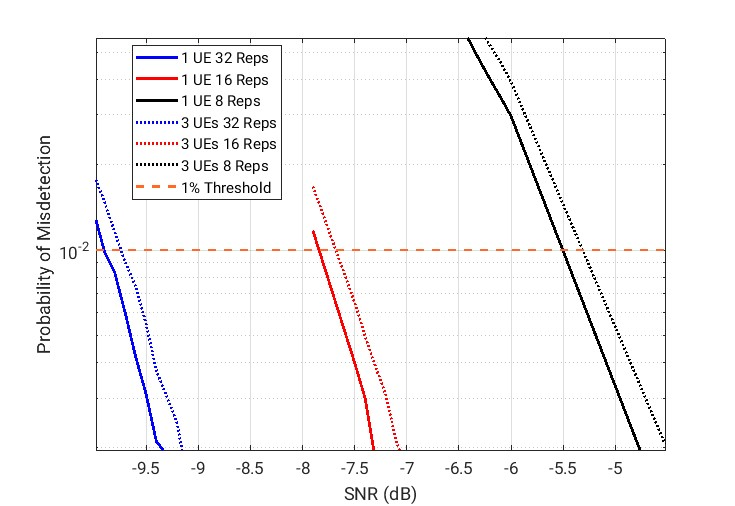 1 UE 32 Reps
1 UE 16 Reps
1 UE 8 Reps
3 UEs 32 Reps
3 UEs 16 Reps
3 UEs 8 Reps
1% Threshold
Probability of Misdetection
10⁻²
-9.5 -9 -8.5 -8 -7.5 -7 -6.5 -6 -5.5 -5
SNR (dB)